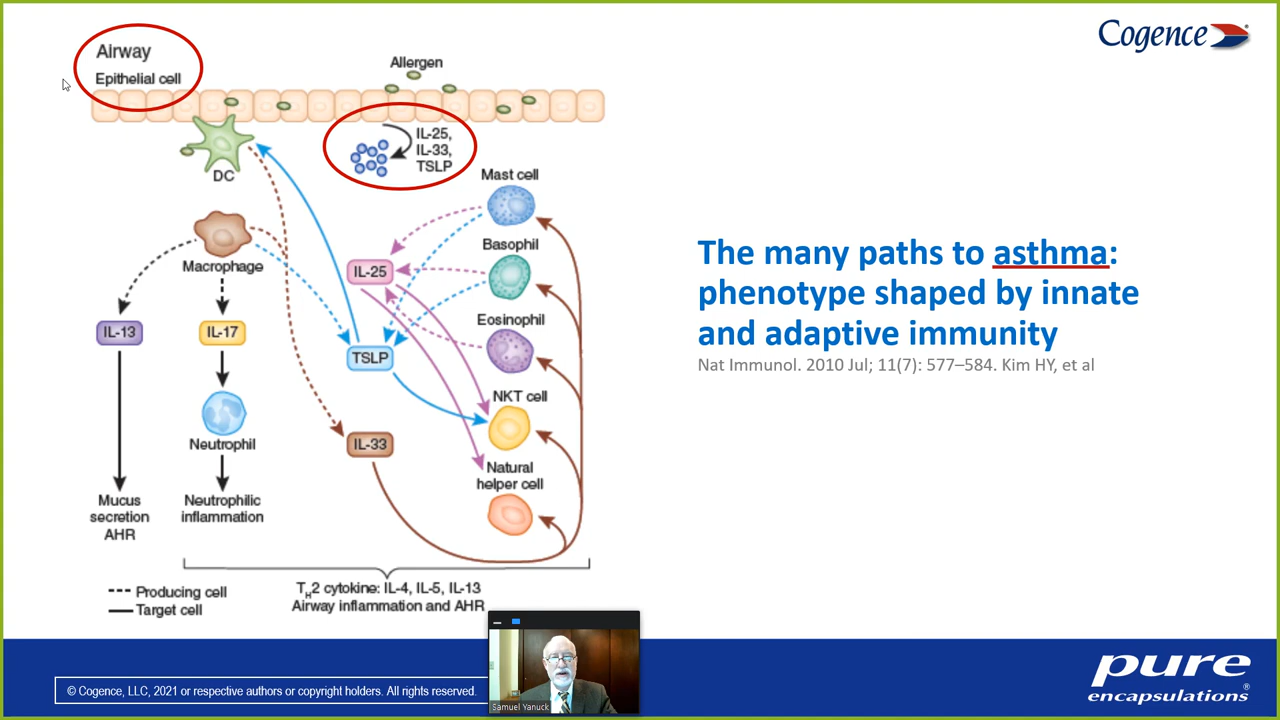 Cogence®
Airway
Epithelial cell
Allergen
IL-25,
IL-33,
TSLP
DC
Mast cell
Macrophage
IL-25
Basophil
IL-13
IL-17
Eosinophil
TSLP
NKT cell
Neutrophil
IL-33
Natural
helper cell
Mucus
secretion
AHR
Neutrophilic
inflammation
Producing cell
Target cell
TH2 cytokine: IL-4, IL-5, IL-13
Airway inflammation and AHR
The many paths to asthma:
phenotype shaped by innate
and adaptive immunity
Nat Immunol. 2010 Jul; 11(7): 577–584. Kim HY, et al
© Cogence, LLC, 2021 or respective authors or copyright holders. All rights reserved.
Samuel Yanuck
pure
encapsulations®